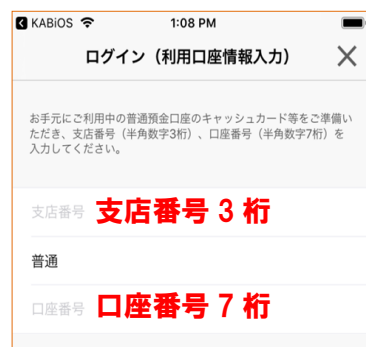 KABiOS 1:08 PM
ログイン（利用口座情報入力）
お手元にご利用中の普通預金口座のキャッシュカード等をご準備い
ただき、支店番号（半角数字3桁）、口座番号（半角数字7桁）を
入力してください。
支店番号 支店番号 3 桁
普通
口座番号 口座番号 7 桁